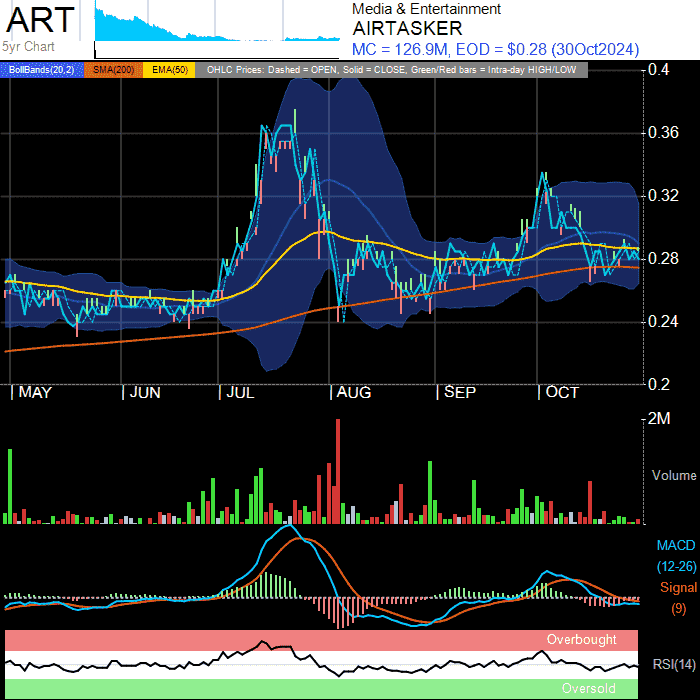 ART
5yr Chart
Media & Entertainment
AIRTASKER
MC = 126.9M, EOD = $0.28 (30Oct2024)
BollBands(20,2) SMA(200) EMA(50) OHLC Prices: Dashed = OPEN, Solid = CLOSE, Green/Red bars = Intra-day HIGH/LOW
0.4
0.36
0.32
0.28
0.24
0.2
MAY JUN JUL AUG SEP OCT
2M
Volume
MACD
(12-26)
Signal
(9)
Overbought
RSI(14)
Oversold